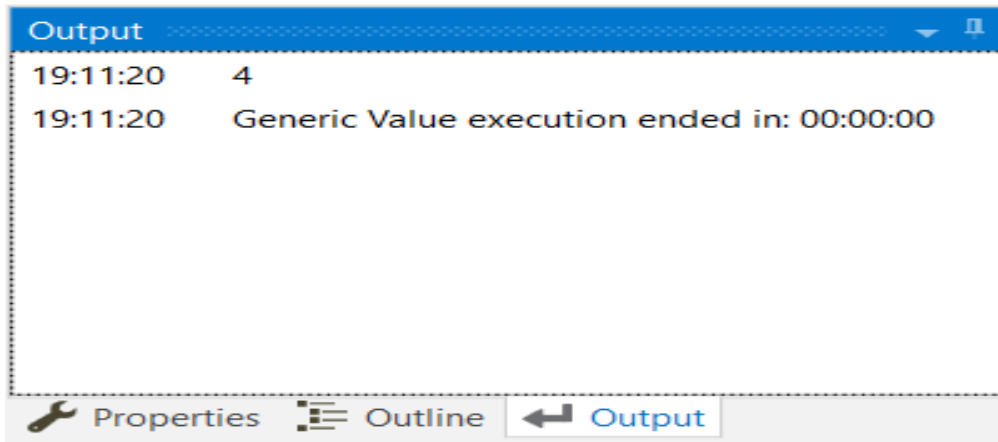 Output
19:11:20 4
19:11:20 Generic Value execution ended in: 00:00:00
Properties Outline Output